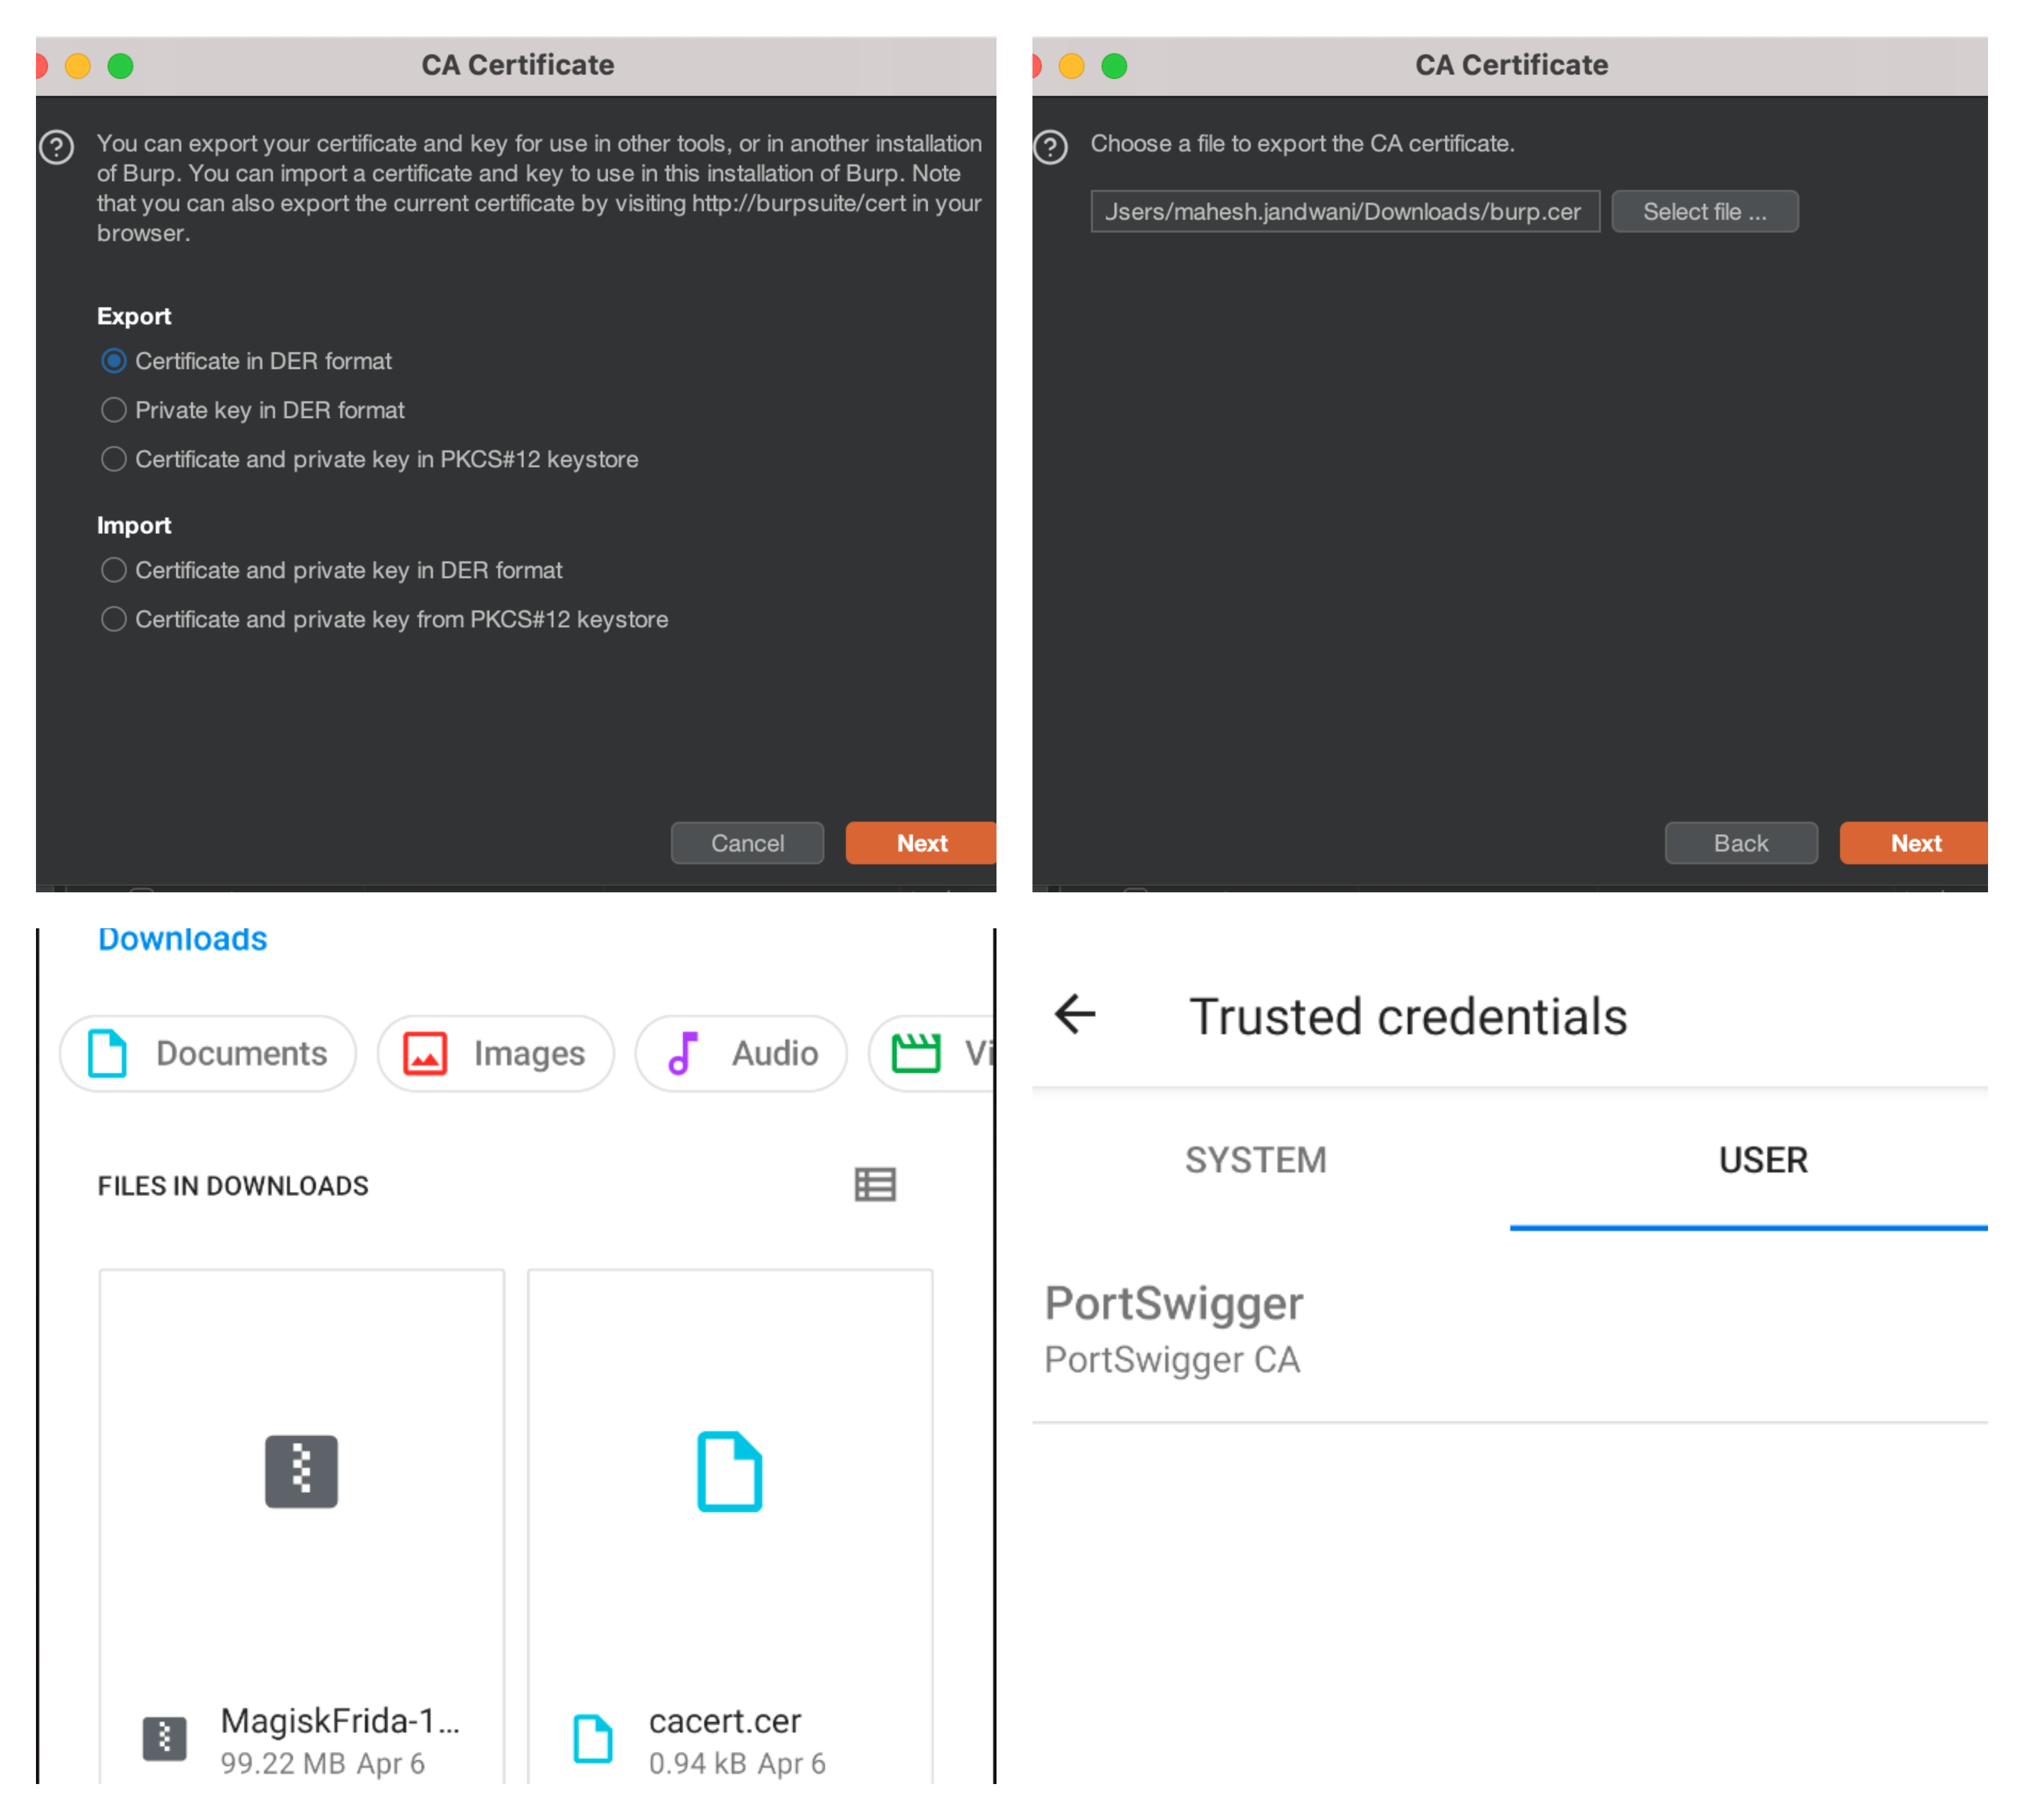 CA Certificate
You can export your certificate and key for use in other tools, or in another installation
of Burp. You can import a certificate and key to use in this installation of Burp. Note
that you can also export the current certificate by visiting http://burpsuite/cert in your
browser.
Export
Certificate in DER format
Private key in DER format
Certificate and private key in PKCS#12 keystore
Import
Certificate and private key in DER format
Certificate and private key from PKCS#12 keystore
Cancel
Next
CA Certificate
Choose a file to export the CA certificate.
Jsers/mahesh.jandwani/Downloads/burp.cer
Select file ...
Back
Next
Downloads
Documents
Images
Audio
Vi
FILES IN DOWNLOADS
MagiskFrida-1...
99.22 MB Apr 6
cacert.cer
0.94 kB Apr 6
Trusted credentials
SYSTEM
USER
PortSwigger
PortSwigger CA